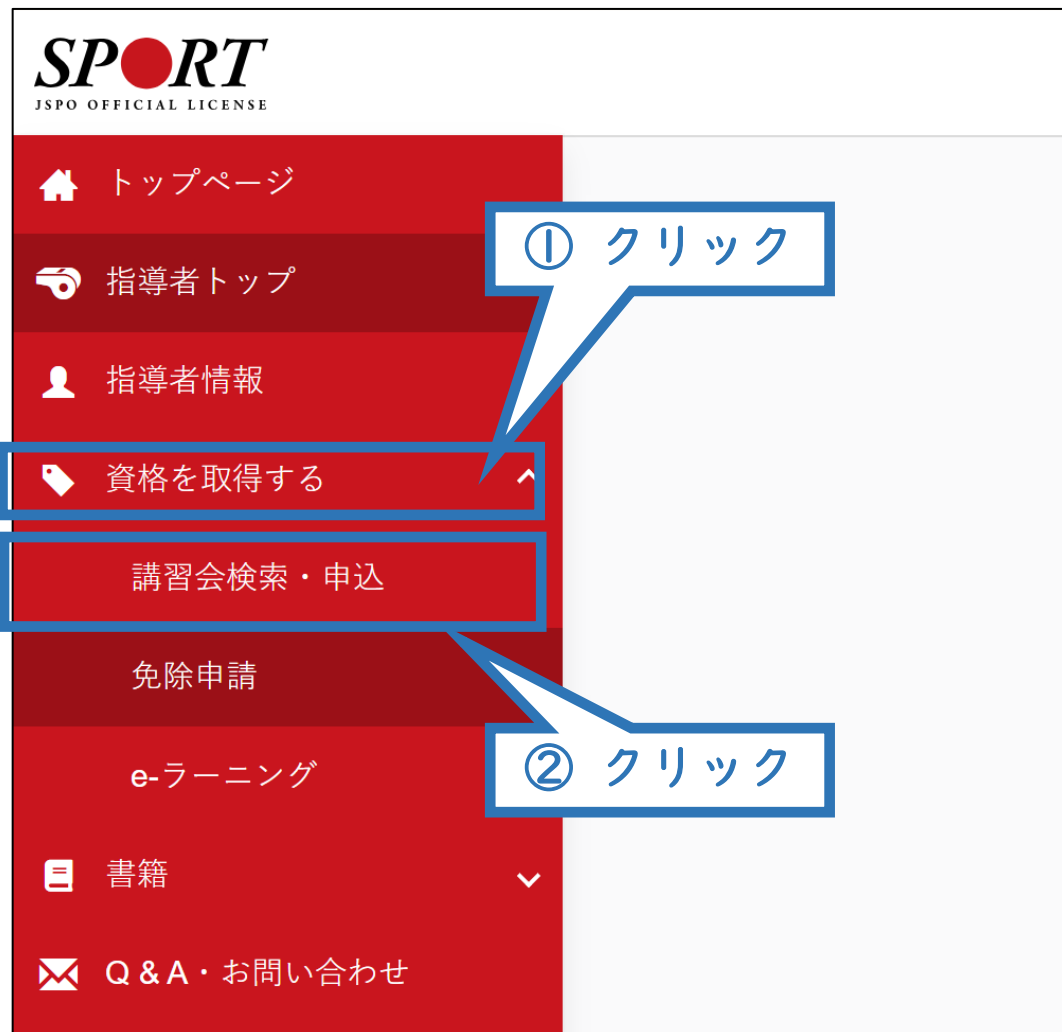 SPORT
JSPO OFFICIAL LICENSE
トップページ
① クリック
指導者トップ
指導者情報
資格を取得する
講習会検索・申込
免除申請
② クリック
e-ラーニング
書籍
Q & A・お問い合わせ